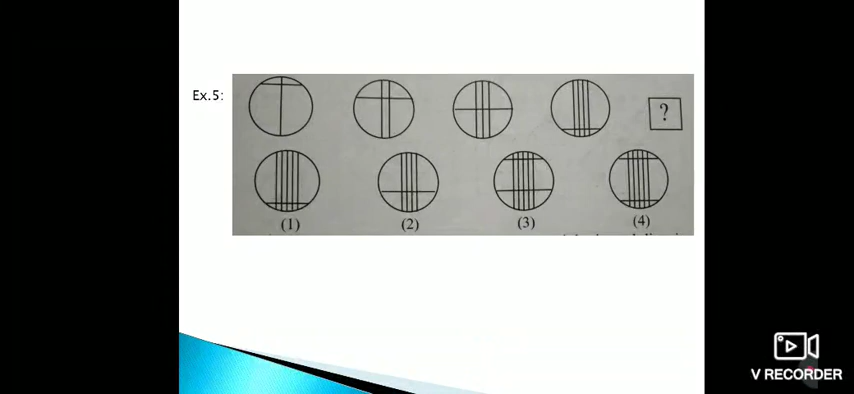 Ex.5:
?
(1) (2) (3) (4)
V RECORDER